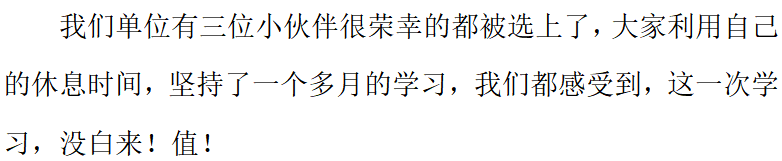 我们单位有三位小伙伴很荣幸的都被选上了，大家利用自己
的休息时间，坚持了一个多月的学习，我们都感受到，这一次学
习，没白来！值！